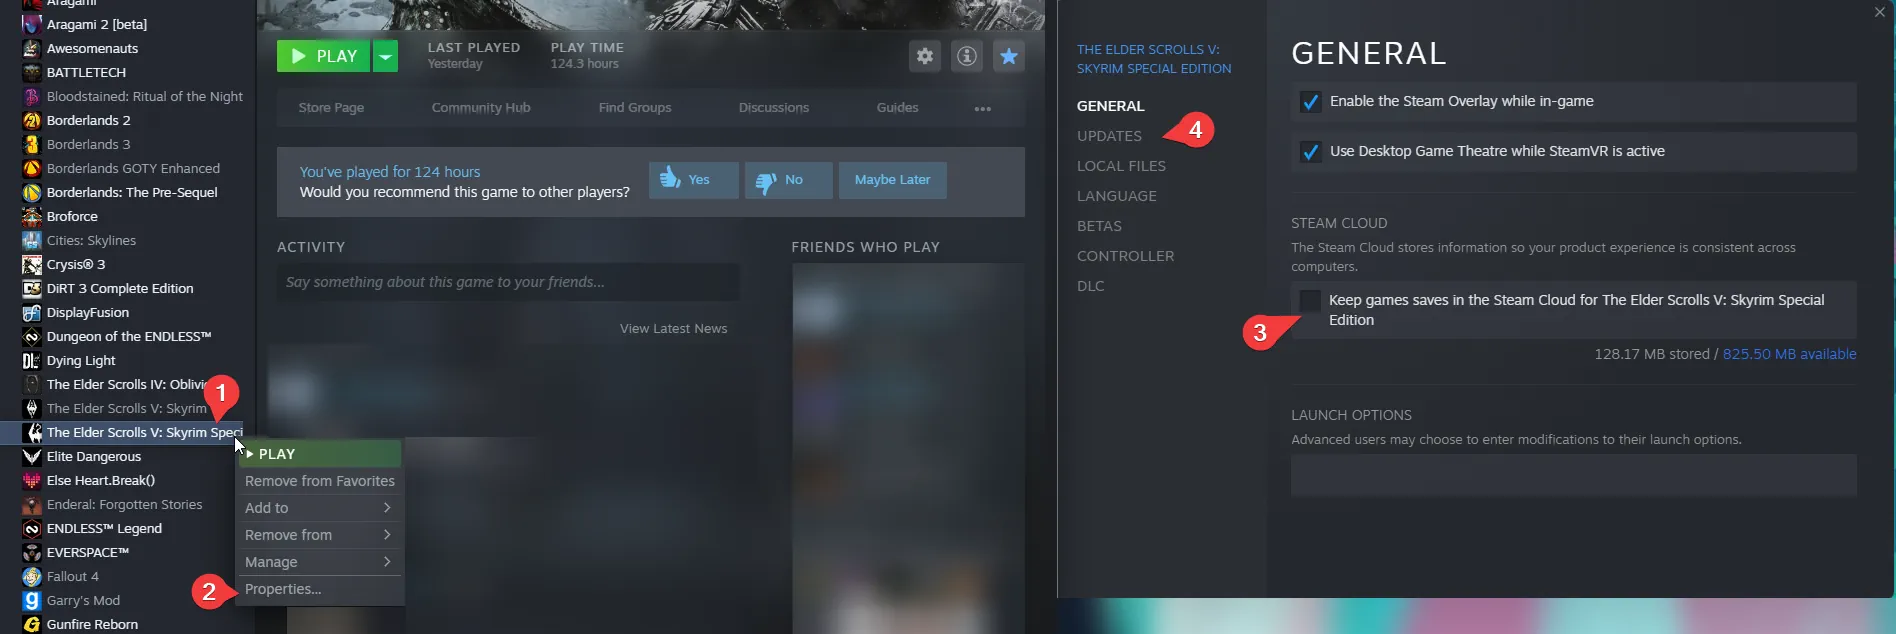 Aragami
Aragami 2 [beta]
Awesomenauts
BATTLETECH
Bloodstained: Ritual of the Night
Borderlands 2
Borderlands 3
Borderlands GOTY Enhanced
Borderlands: The Pre-Sequel
Broforce
Cities: Skylines
Crysis® 3
DiRT 3 Complete Edition
DisplayFusion
Dungeon of the ENDLESS™
Dying Light
The Elder Scrolls IV: Oblivi
The Elder Scrolls V: Skyrim
The Elder Scrolls V: Skyrim Speci
Elite Dangerous
Else Heart.Break()
Enderal: Forgotten Stories
ENDLESS™ Legend
EVERSPACE™
Fallout 4
Garry's Mod
Gunfire Reborn
1
2
PLAY
Remove from Favorites
Add to
Remove from
Manage
Properties...
PLAY
LAST PLAYED
Yesterday
PLAY TIME
124.3 hours
Store Page
Community Hub
Find Groups
Discussions
Guides
You've played for 124 hours
Would you recommend this game to other players?
Yes
No
Maybe Later
ACTIVITY
Say something about this game to your friends...
View Latest News
FRIENDS WHO PLAY
THE ELDER SCROLLS V:
SKYRIM SPECIAL EDITION
GENERAL
UPDATES
4
LOCAL FILES
LANGUAGE
BETAS
CONTROLLER
DLC
GENERAL
Enable the Steam Overlay while in-game
Use Desktop Game Theatre while SteamVR is active
STEAM CLOUD
The Steam Cloud stores information so your product experience is consistent across
computers.
3
Keep games saves in the Steam Cloud for The Elder Scrolls V: Skyrim Special
Edition
128.17 MB stored / 825.50 MB available
LAUNCH OPTIONS
Advanced users may choose to enter modifications to their launch options.